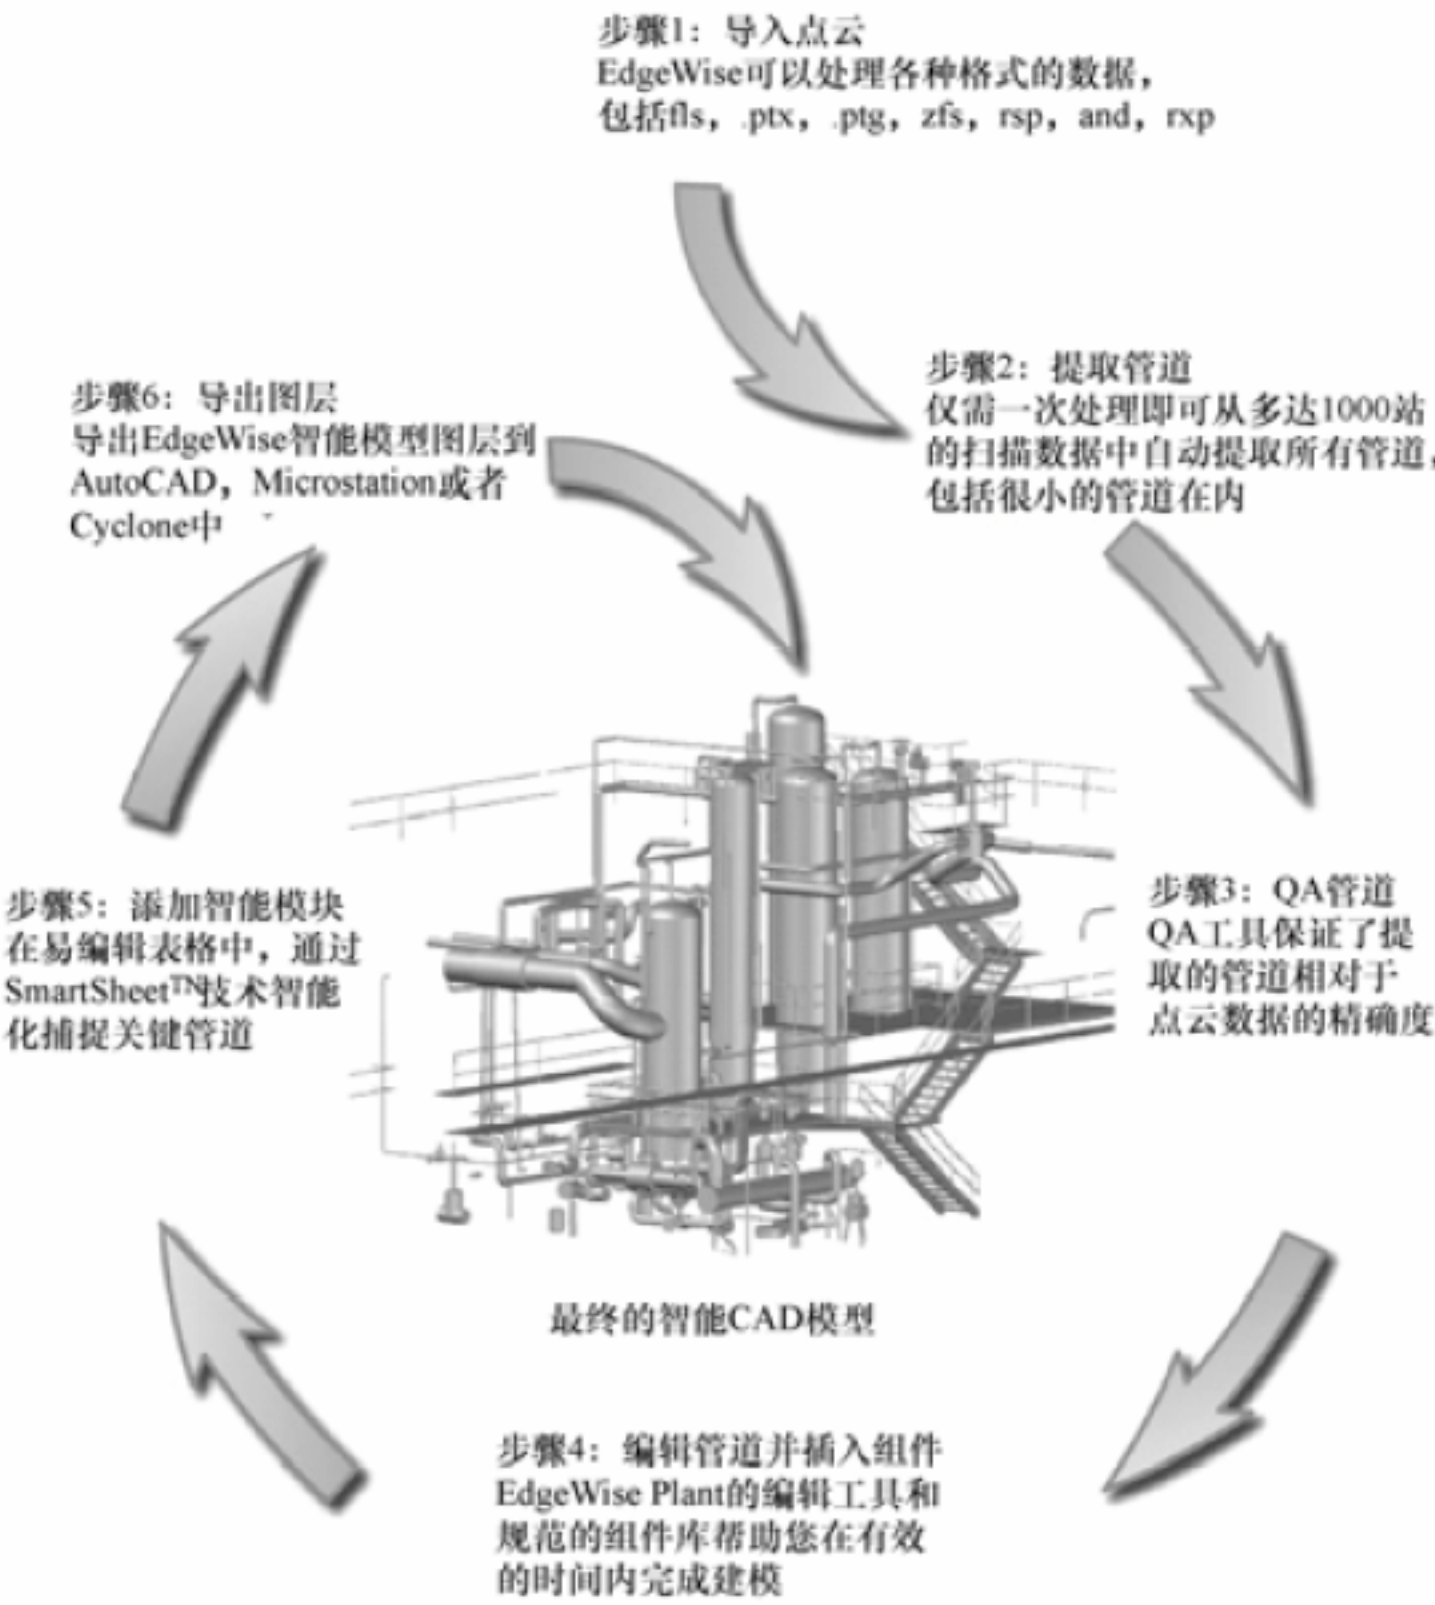 步骤1：导入点云
EdgeWise可以处理各种格式的数据，
包括fls，.ptx，.ptg，zfs，rsp，and，rxp
步骤2：提取管道
仅需一次处理即可从多达1000站
的扫描数据中自动提取所有管道，
包括很小的管道在内
步骤3：QA管道
QA工具保证了提
取的管道相对于
点云数据的精确度
步骤4：编辑管道并插入组件
EdgeWise Plant的编辑工具和
规范的组件库帮助您在有效
的时间内完成建模
步骤5：添加智能模块
在易编辑表格中，通过
SmartSheetTN技术智能
化捕捉关键管道
步骤6：导出图层
导出EdgeWise智能模型图层到
AutoCAD，Microstation或者
Cyclone中
最终的智能CAD模型